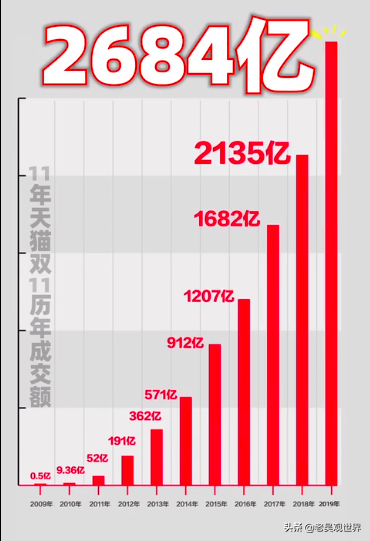 2684亿
2135亿
1682亿
1207亿
912亿
571亿
362亿
191亿
52亿
9.36亿
0.5亿
11年天猫双11历年成交额
2009年 2010年 2011年 2012年 2013年 2014年 2015年 2016年 2017年 2018年 2019年
头条@老吴观世界